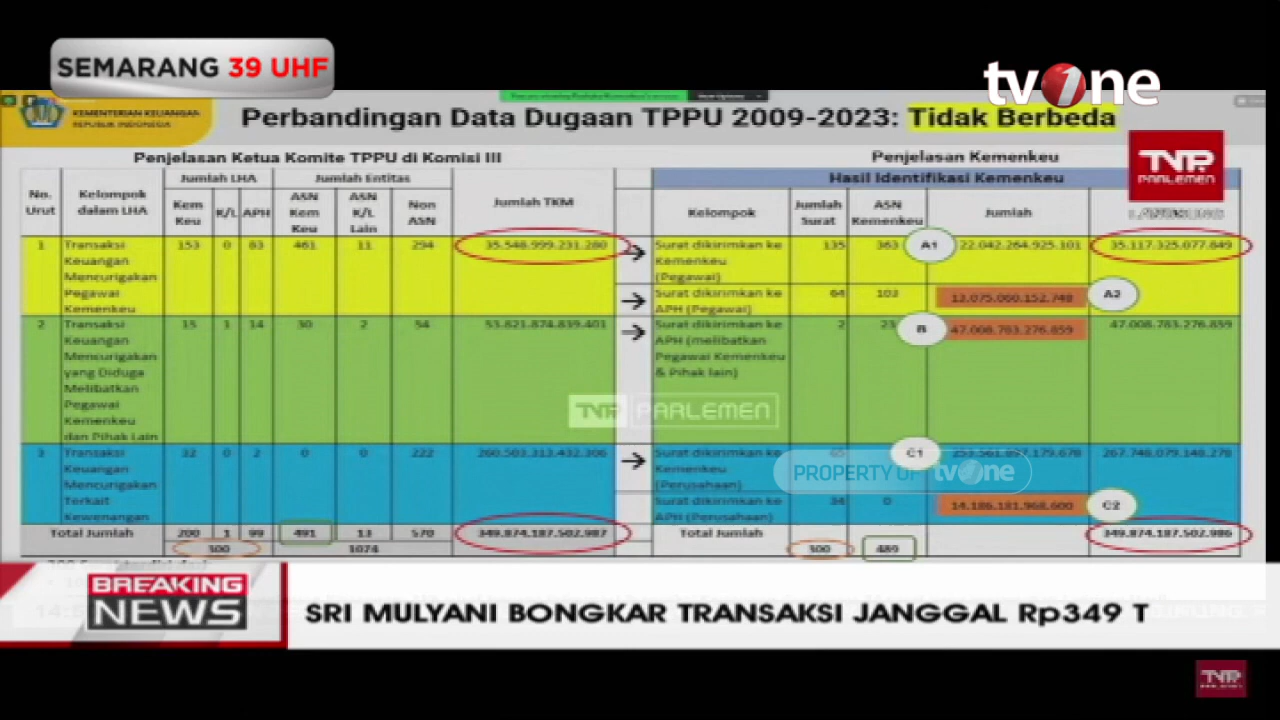 SEMARANG 39 UHF
tvOne
KEMENTERIAN KEUANGAN
REPUBLIK INDONESIA
Perbandingan Data Dugaan TPPU 2009-2023: Tidak Berbeda
TVR PARLEMEN
Penjelasan Ketua Komite TPPU di Komisi III
No. Urut
Kelompok dalam LHA
Jumlah LHA
Kem Keu
K/L
APH
Jumlah Entitas
ASN Kem Keu
ASN K/L Lain
Non ASN
Jumlah TKM
1 Transaksi Keuangan Mencurigakan Pegawai Kemenkeu 153 0 83 461 11 294 35.548.999.231.280
2 Transaksi Keuangan Mencurigakan yang Diduga Melibatkan Pegawai Kemenkeu dan Pihak Lain 15 1 14 30 2 54 53.821.874.839.401
3 Transaksi Keuangan Mencurigakan Terkait Kewenangan 32 0 2 0 0 222 260.503.313.432.306
Total Jumlah 200 1 99 491 13 570 349.874.187.502.987
300 1074
Penjelasan Kemenkeu
Hasil Identifikasi Kemenkeu
Kelompok
Jumlah Surat
ASN Kemenkeu
Jumlah
Surat dikirimkan ke Kemenkeu (Pegawai) 135 363 A1 22.042.264.925.101 35.117.325.077.849
Surat dikirimkan ke APH (Pegawai) 64 103 13.075.060.152.748 A2
Surat dikirimkan ke APH (melibatkan Pegawai Kemenkeu & Pihak lain) 2 23 B 47.008.783.276.859 47.008.783.276.859
Surat dikirimkan ke Kemenkeu (Perusahaan) 65 C1 253.561.897.179.678 267.748.079.148.278
Surat dikirimkan ke APH (Perusahaan) 34 0 14.186.181.968.600 C2
Total Jumlah 349.874.187.502.986
300 489
TVR PARLEMEN
PROPERTY OF tvOne
BREAKING NEWS
SRI MULYANI BONGKAR TRANSAKSI JANGGAL Rp349 T
TVR PARLEMEN